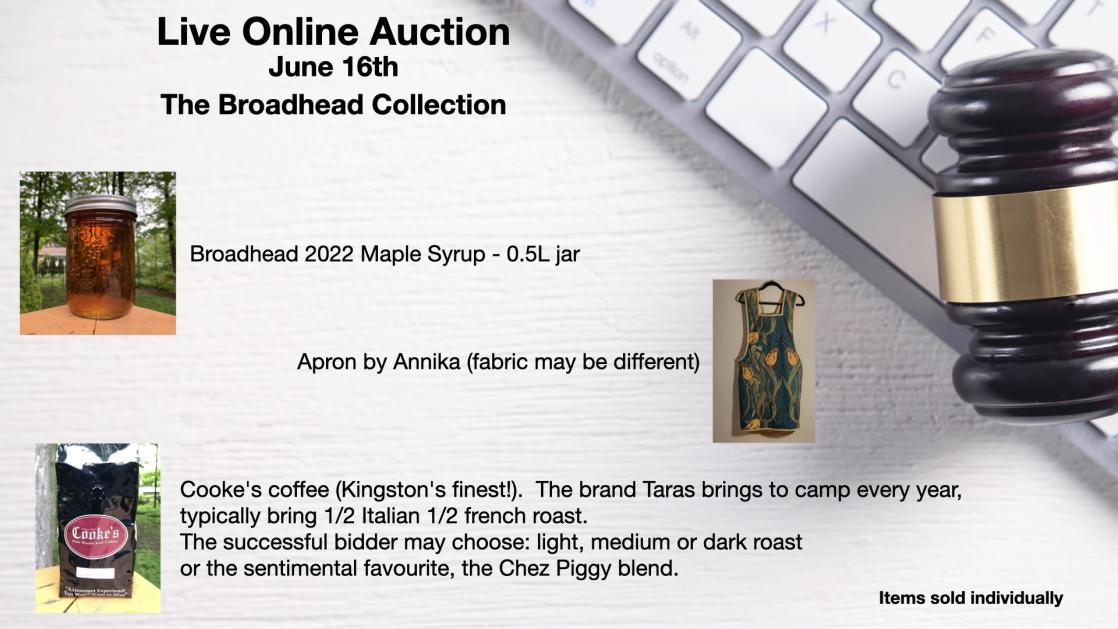 Live Online Auction
June 16th
The Broadhead Collection
Alt
option
X
C
F
T
Broadhead 2022 Maple Syrup - 0.5L jar
Apron by Annika (fabric may be different)
Cooke's coffee (Kingston's finest!).  The brand Taras brings to camp every year,
typically bring 1/2 Italian 1/2 french roast.
The successful bidder may choose: light, medium or dark roast
or the sentimental favourite, the Chez Piggy blend.
Cooke's
Items sold individually